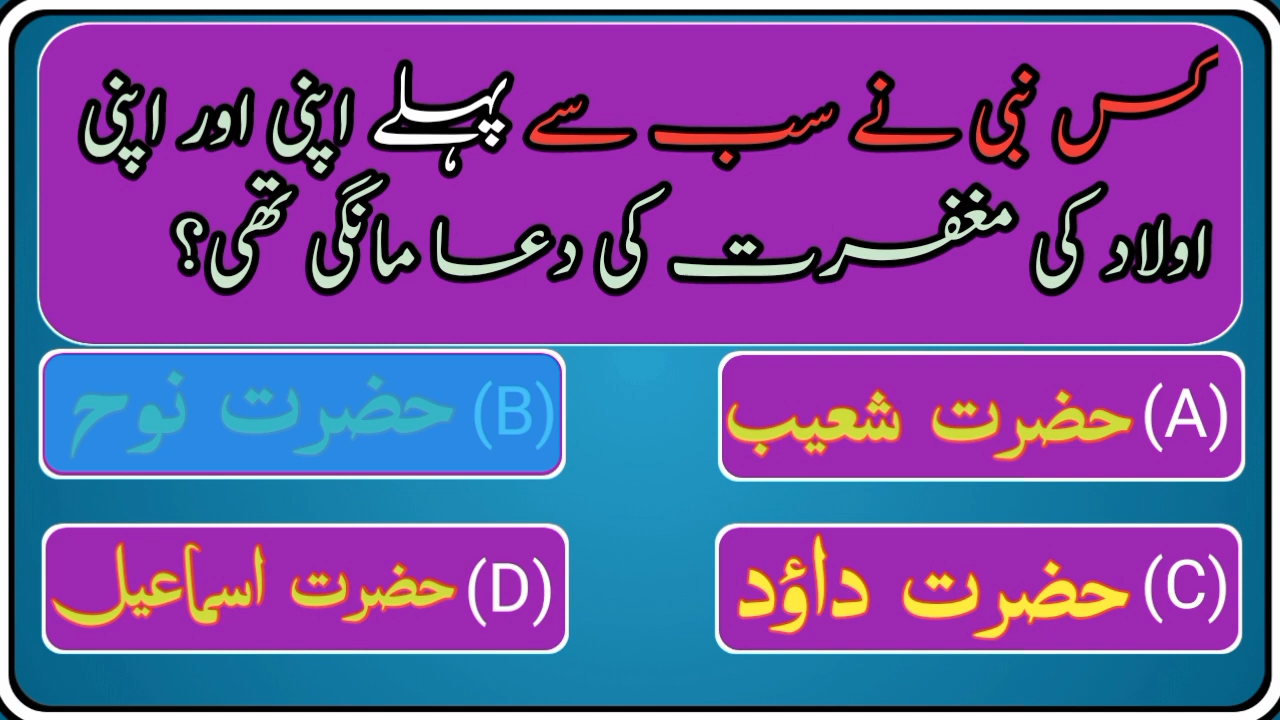 کس نبی نے سب سے پہلے اپنی اور اپنی
اولاد کی مغفرت کی دعا مانگی تھی؟
(A) حضرت شعیب
(B) حضرت نوح
(C) حضرت داؤد
(D) حضرت اسماعیل